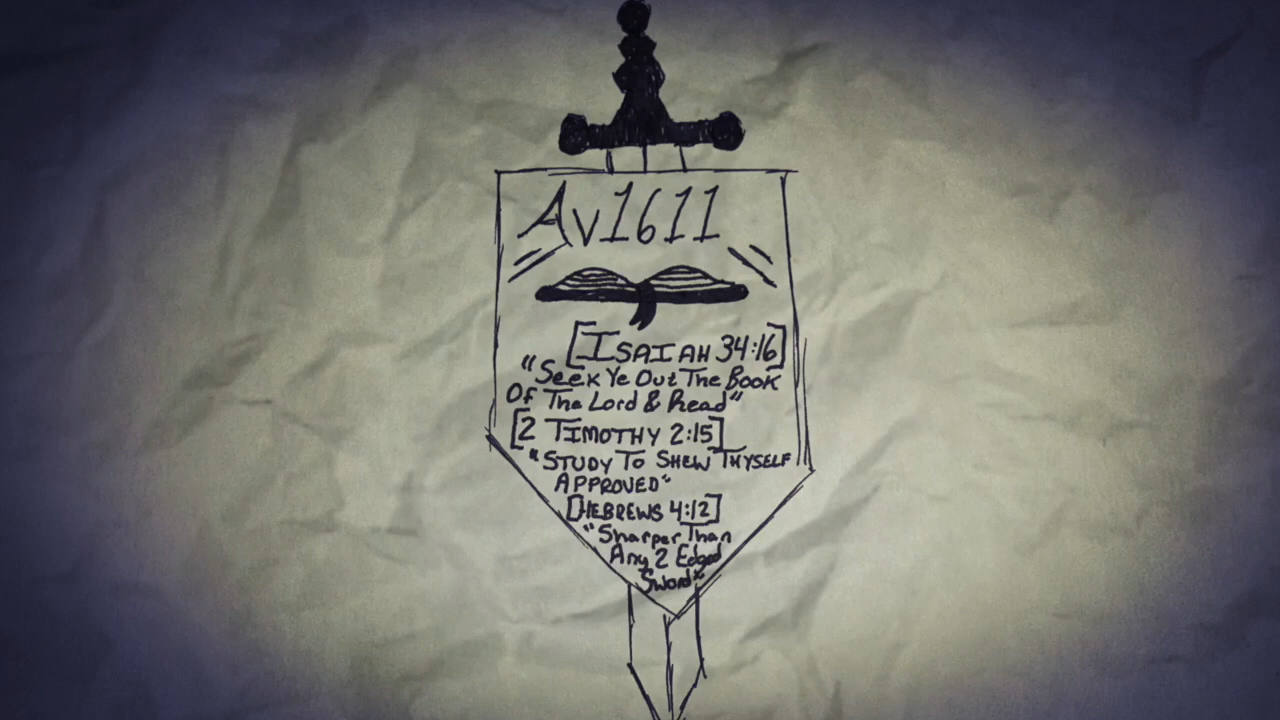 Av1611
[ISAIAH 34:16]
"Seek Ye Out The Book
Of The Lord & Read"
[2 TIMOTHY 2:15]
"STUDY TO SHEW THYSELF
APPROVED"
[HEBREWS 4:12]
"Sharper Than
Any 2 Edged
Sword"